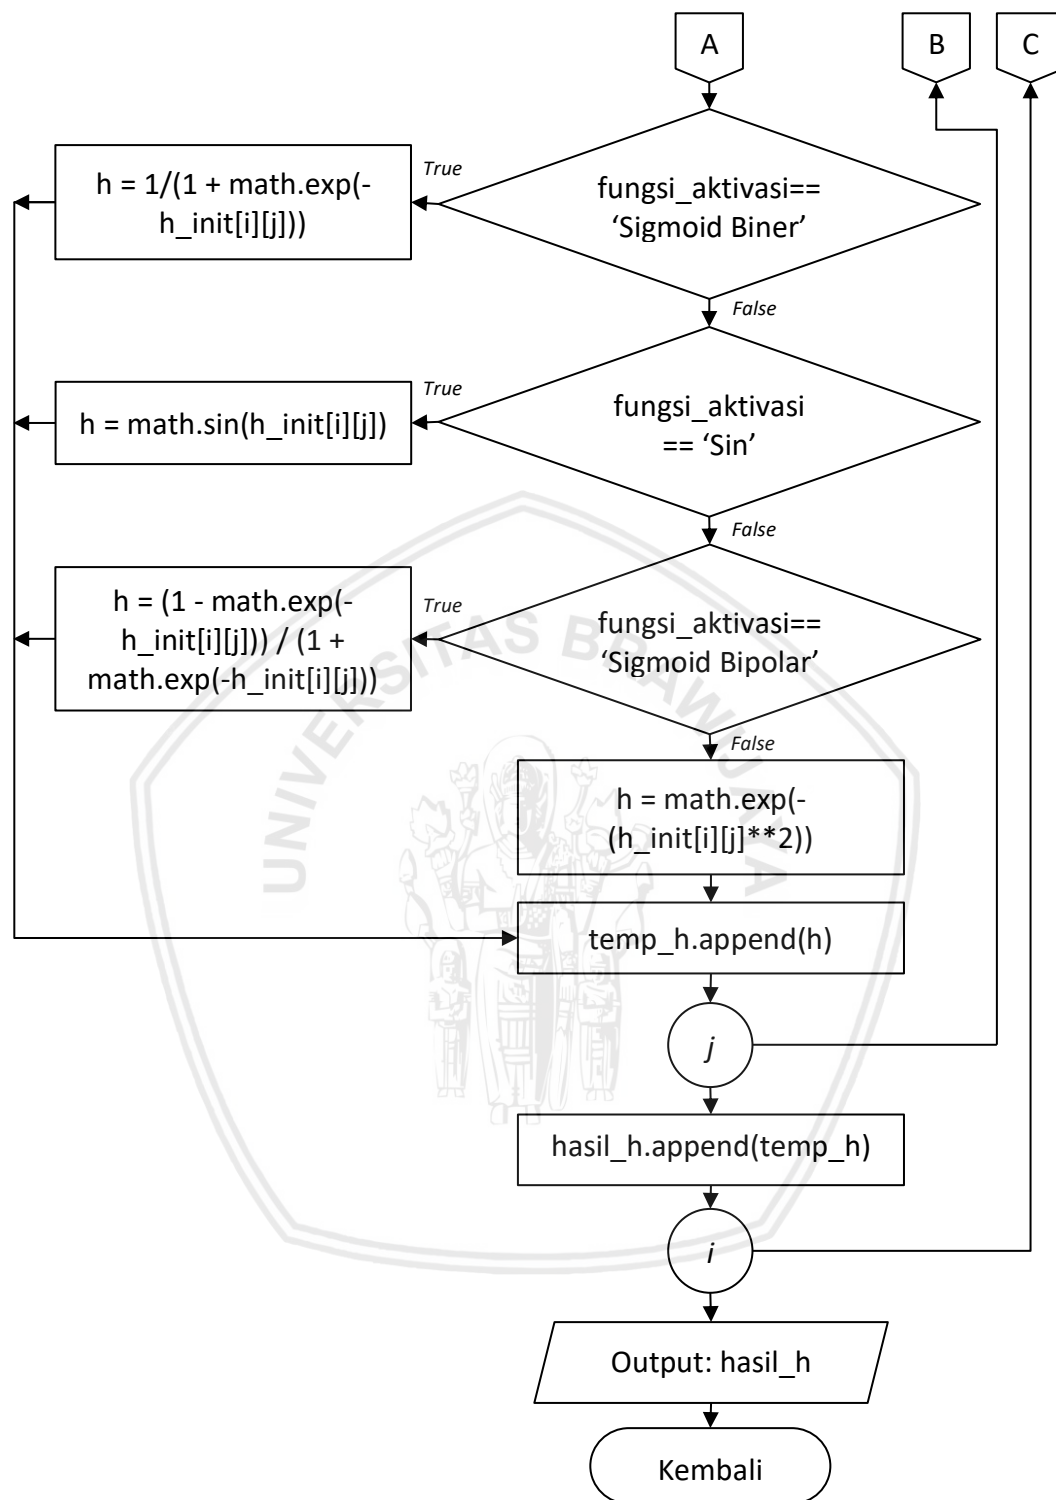 A
B
C
fungsi_aktivasi==
‘Sigmoid Biner’
True
h = 1/(1 + math.exp(-
h_init[i][j]))
False
fungsi_aktivasi
== ‘Sin’
True
h = math.sin(h_init[i][j])
False
fungsi_aktivasi==
‘Sigmoid Bipolar’
True
h = (1 - math.exp(-
h_init[i][j])) / (1 +
math.exp(-h_init[i][j]))
False
h = math.exp(-
(h_init[i][j]**2))
temp_h.append(h)
j
hasil_h.append(temp_h)
i
Output: hasil_h
Kembali
UNIVERSITAS BRAWIJAYA